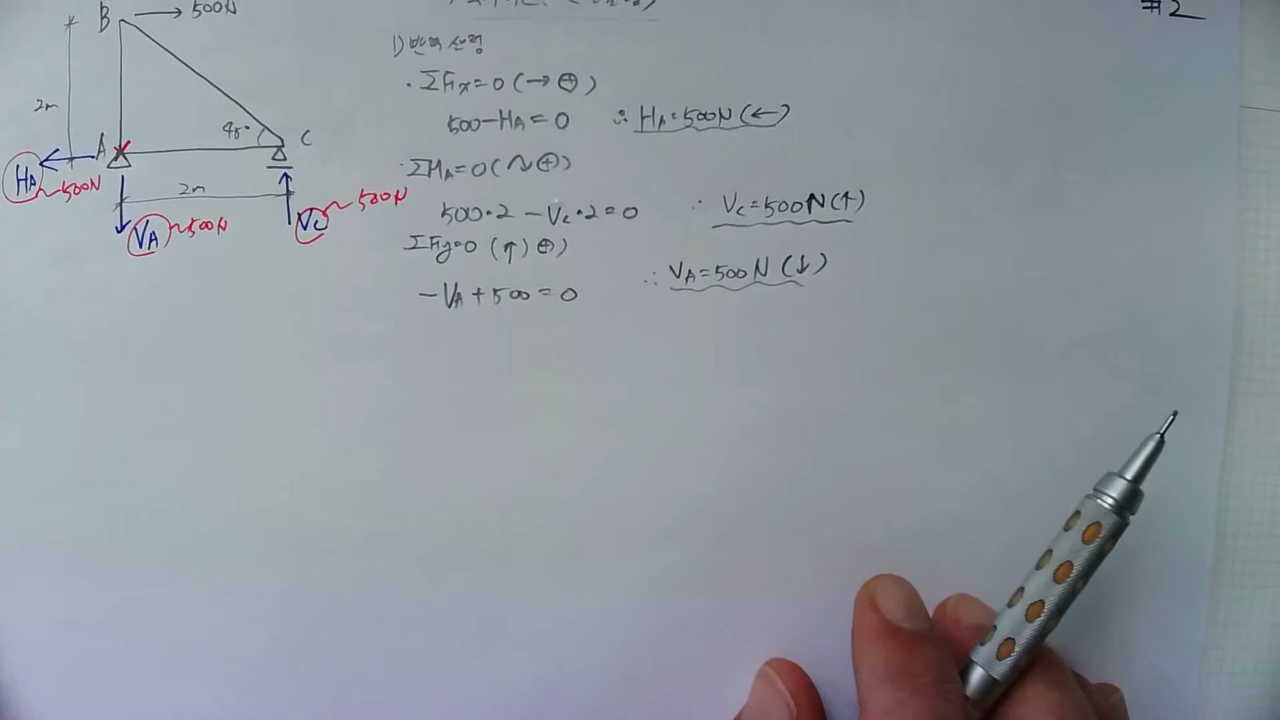 #2
B → 500N
2m
A
45°
C
HA ~500N
2m
VA ~500N
VC ~500N
1)반력 산정
· ΣFx=0 (→ ⊕)
500-HA=0 ∴ HA=500N(←)
· ΣMA=0 (↷⊕)
500·2 - Vc·2=0 ∴ Vc=500N(↑)
ΣFy=0 (↑) ⊕)
-VA+500=0 ∴ VA=500N (↓)